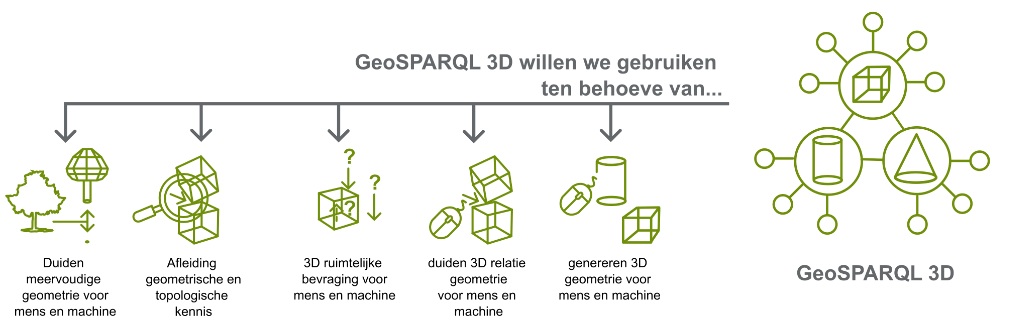 GeoSPARQL 3D willen we gebruiken
ten behoeve van...
?
?
?
Duiden
meervoudige
geometrie voor
mens en machine
Afleiding
geometrische en
topologische
kennis
3D ruimtelijke
bevraging voor
mens en machine
duiden 3D relatie
geometrie
voor mens en
machine
genereren 3D
geometrie voor
mens en machine
GeoSPARQL 3D